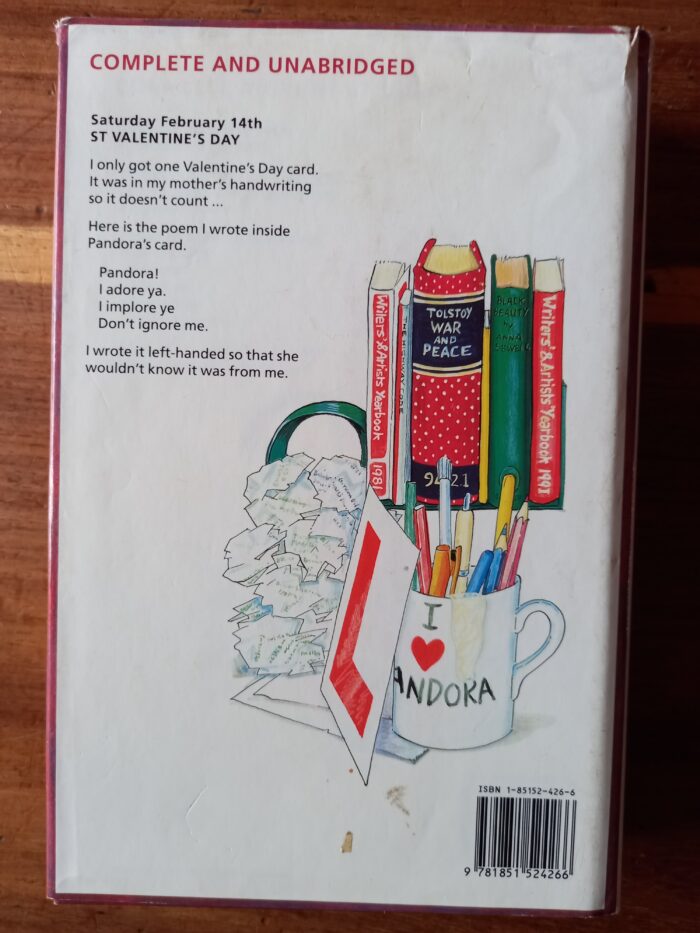 COMPLETE AND UNABRIDGED
Saturday February 14th
ST VALENTINE'S DAY
I only got one Valentine's Day card.
It was in my mother's handwriting
so it doesn't count ...
Here is the poem I wrote inside
Pandora's card.
Pandora!
I adore ya.
I implore ye
Don't ignore me.
I wrote it left-handed so that she
wouldn't know it was from me.
Writers' & Artists Yearbook
1981
TOLSTOY
WAR
AND
PEACE
94 21
BLACK
BEAUTY
by
ANNA
SEWELL
Writers' & Artists Yearbook 1991
I
ANDORA
ISBN 1-85152-426-6
9 781851 524266